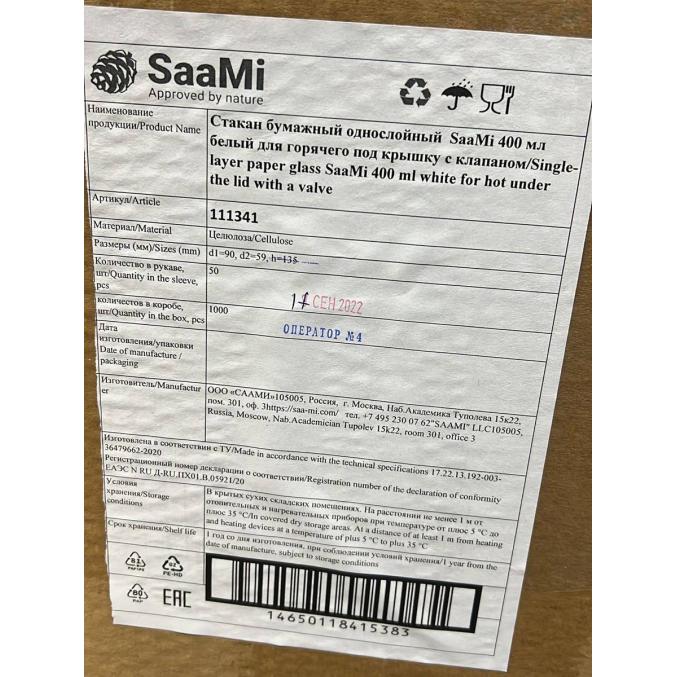 SaaMi
Approved by nature
Наименование
продукции/Product Name
Стакан бумажный однослойный SaaMi 400 мл
белый для горячего под крышку с клапаном/Single-
layer paper glass SaaMi 400 ml white for hot under
the lid with a valve
Артикул/Article
111341
Материал/Material
Целюлоза/Cellulose
Размеры (мм)/Sizes (mm)
d1=90, d2=59, h=135
Количество в рукаве,
шт/Quantity in the sleeve,
pcs
50
количестов в коробе,
шт/Quantity in the box, pcs
1000
Дата
изготовления/упаковки
Date of manufacture /
packaging
СЕН 2022
ОПЕРАТОР №4
Изготовитель/Manufactur
er
ООО «СААМИ»105005, Россия, г. Москва, Наб.Академика Туполева 15к22,
пом. 301, оф. 3https://saa-mi.com/ тел. +7 495 230 07 62"SAAMI" LLC105005,
Russia, Moscow, Nab.Academician Tupolev 15k22, room 301, office 3
Изготовлена в соответствии с ТУ/Made in accordance with the technical specifications 17.22.13.192-003-
36479662-2020
Регистрационный номер декларации о соответствии/Registration number of the declaration of conformity
ЕАЭС N RU Д-RU.ПХ01.В.05921/20
Условия
хранения/Storage
conditions
В крытых сухих складских помещениях. На расстоянии не менее 1 м от
отопительных и нагревательных приборов при температуре от плюс 5 °С до
плюс 35 °С/In covered dry storage areas. At a distance of at least 1 m from heating
and heating devices at a temperature of plus 5 °C to plus 35 °C
Срок хранения/Shelf life
1 год со дня изготовления, при соблюдении условий хранения/1 year from the
date of manufacture, subject to storage conditions
81
PAP
PE-HD
80
PAP
EAC
14650118415383